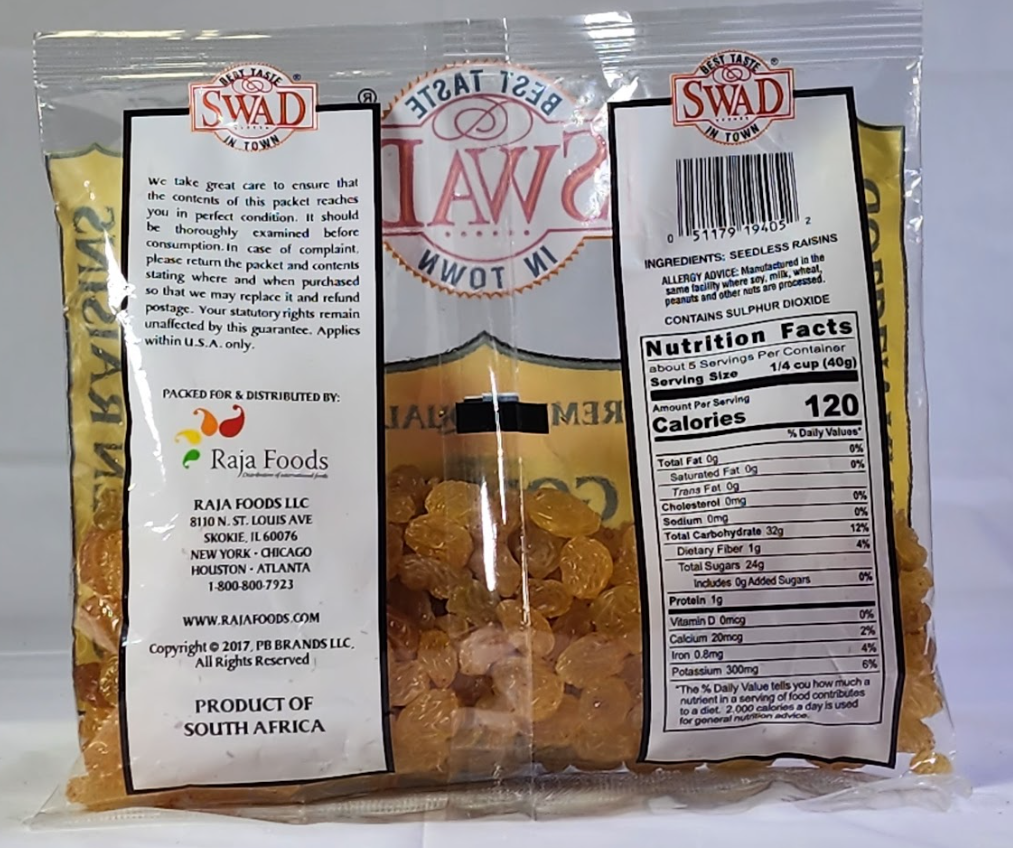 BEST TASTE
SWAD®
IN TOWN
We take great care to ensure that
the contents of this packet reaches
you in perfect condition. It should
be thoroughly examined before
consumption. In case of complaint,
please return the packet and contents
stating where and when purchased
so that we may replace it and refund
postage. Your statutory rights remain
unaffected by this guarantee. Applies
within U.S.A. only.
PACKED FOR & DISTRIBUTED BY:
Raja Foods
Distributors of international foods
RAJA FOODS LLC
8110 N. ST. LOUIS AVE
SKOKIE, IL 60076
NEW YORK - CHICAGO
HOUSTON - ATLANTA
1-800-800-7923
WWW.RAJAFOODS.COM
Copyright © 2017, PB BRANDS LLC,
All Rights Reserved
PRODUCT OF
SOUTH AFRICA
BEST TASTE
SWAD
IN TOWN
®
BEST TASTE
SWAD®
IN TOWN
0 51179 19405 2
INGREDIENTS: SEEDLESS RAISINS
ALLERGY ADVICE: Manufactured in the
same facility where soy, milk, wheat,
peanuts and other nuts are processed.
CONTAINS SULPHUR DIOXIDE
Nutrition Facts
about 5 Servings Per Container
Serving Size 1/4 cup (40g)
Amount Per Serving
Calories 120
% Daily Values*
Total Fat 0g 0%
Saturated Fat 0g 0%
Trans Fat 0g
Cholesterol 0mg 0%
Sodium 0mg 0%
Total Carbohydrate 32g 12%
Dietary Fiber 1g 4%
Total Sugars 24g
Includes 0g Added Sugars 0%
Protein 1g
Vitamin D 0mcg 0%
Calcium 20mcg 2%
Iron 0.8mg 4%
Potassium 300mg 6%
*The % Daily Value tells you how much a
nutrient in a serving of food contributes
to a diet. 2,000 calories a day is used
for general nutrition advice.